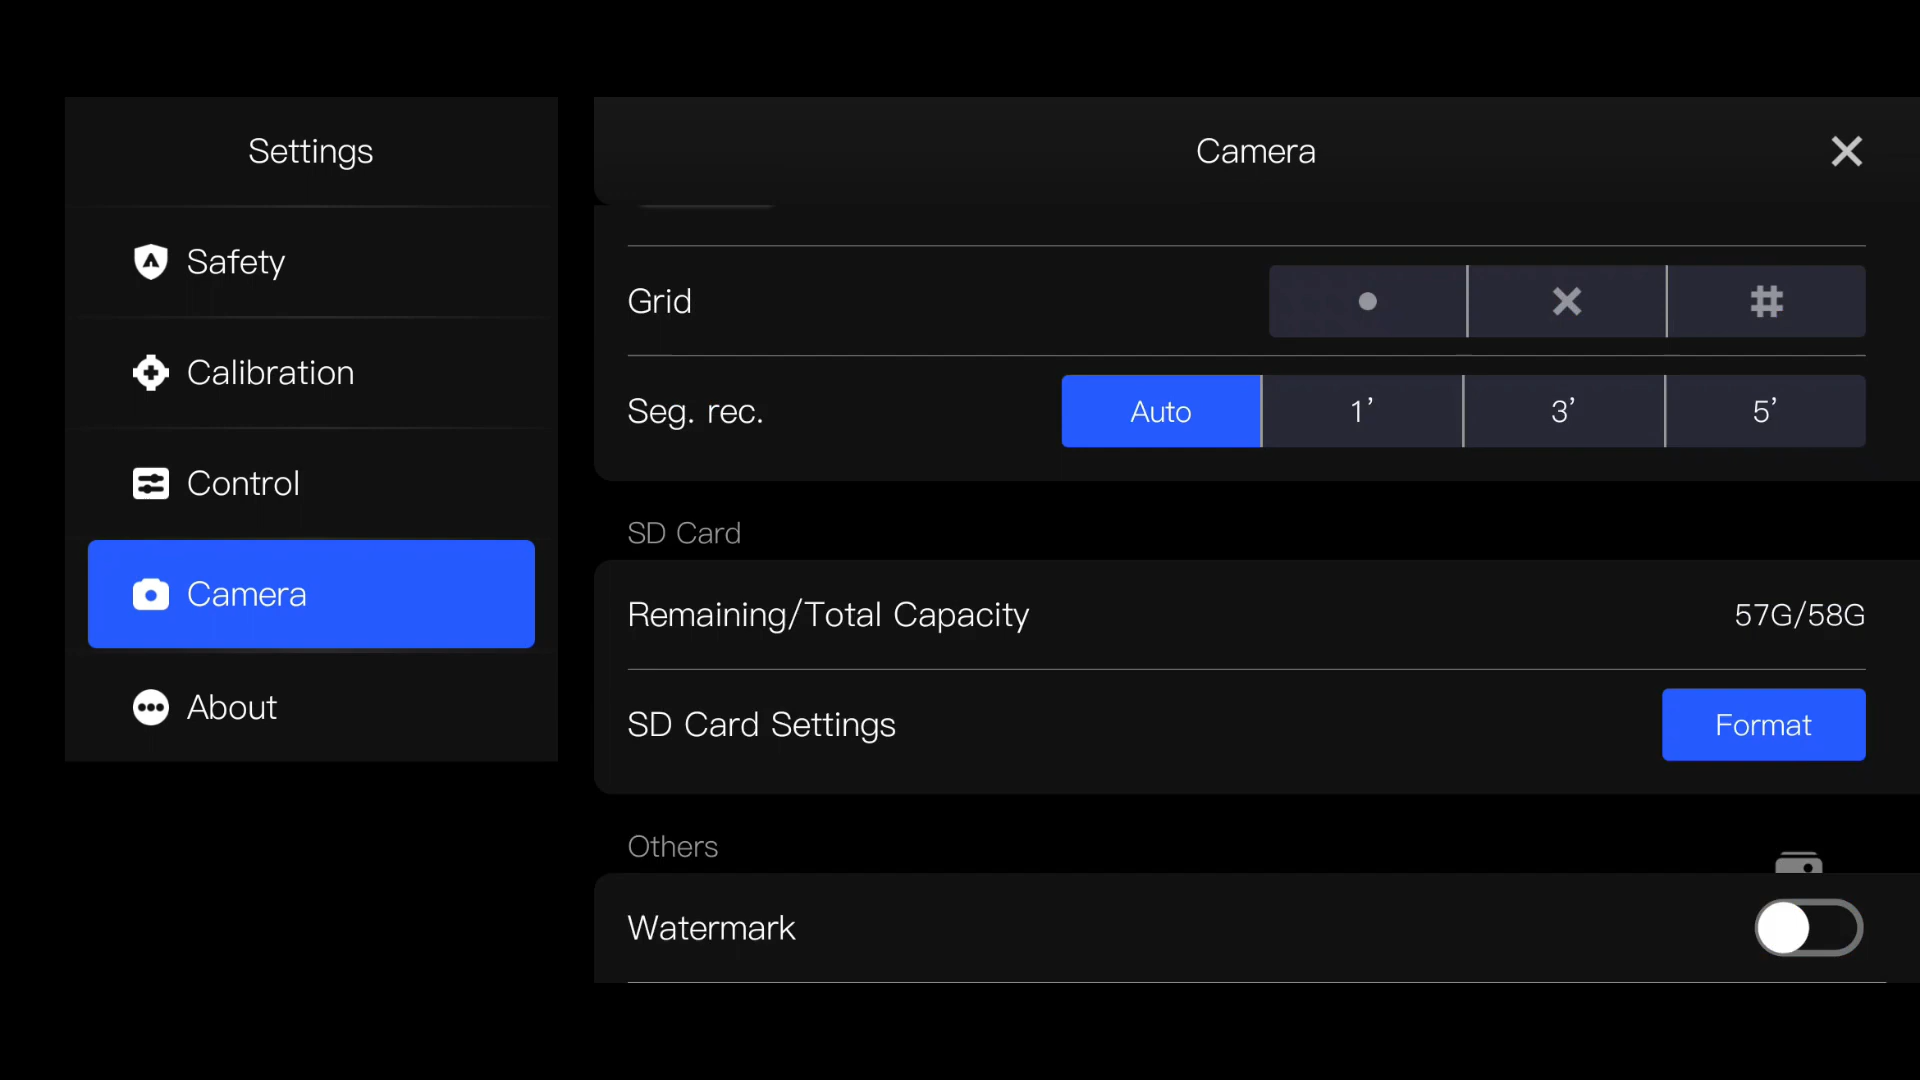 Settings
Safety
Calibration
Control
Camera
About
Camera
Grid
Seg. rec.
Auto
1’
3’
5’
SD Card
Remaining/Total Capacity
57G/58G
SD Card Settings
Format
Others
Watermark